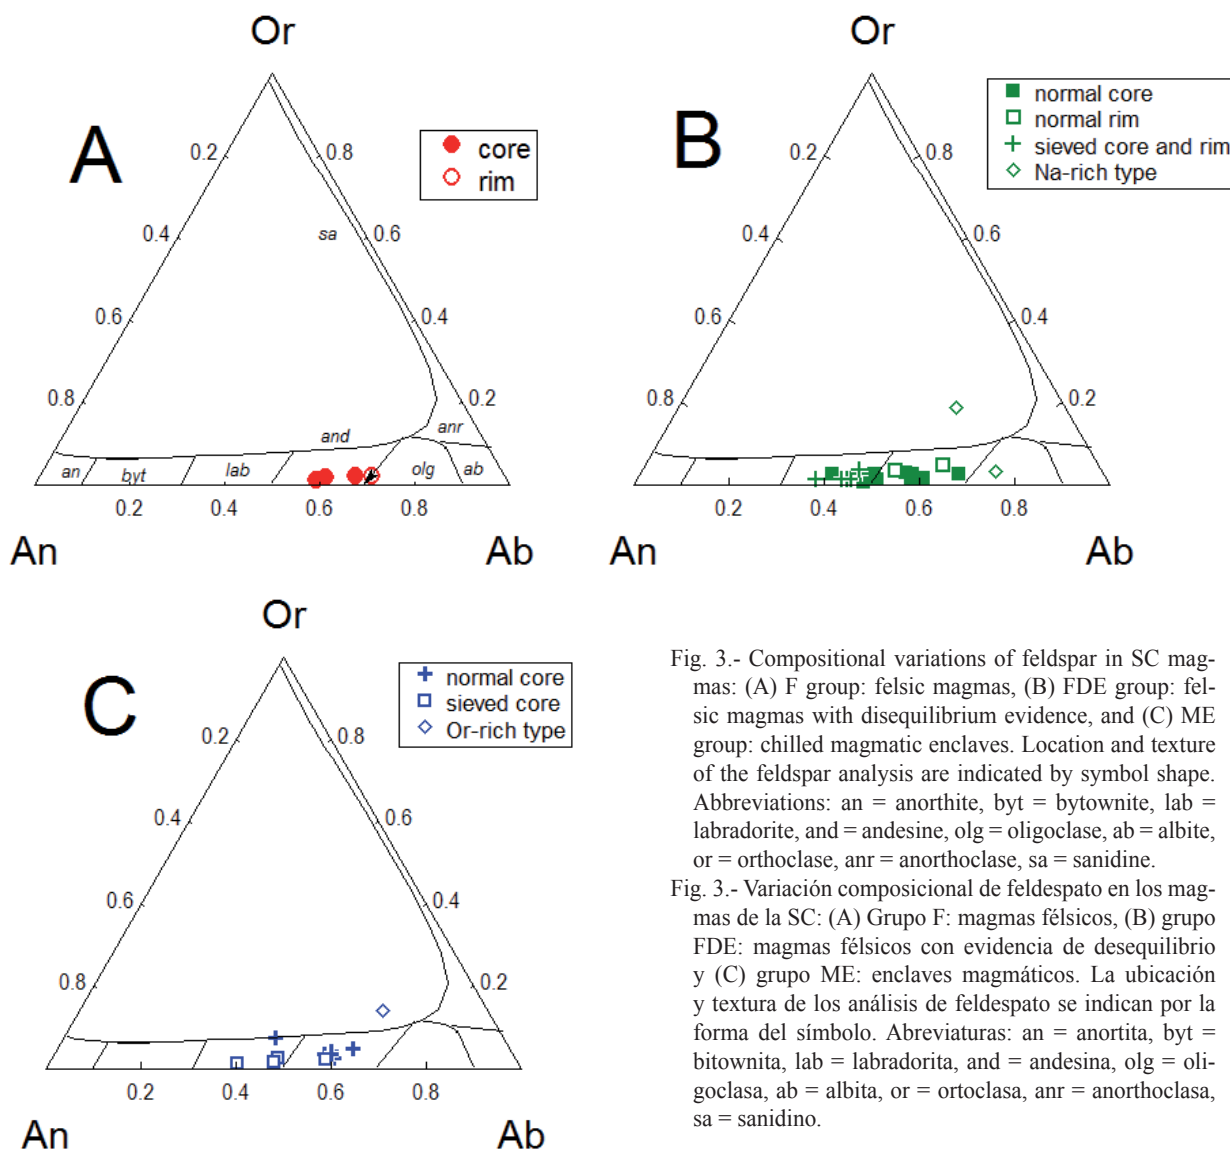 Or
A
core
rim
0.2
0.8
0.4
sa
0.6
0.6
0.4
0.8
0.2
and
anr
an
byt
lab
olg
ab
0.2
0.4
0.6
0.8
An
Ab
Or
B
normal core
normal rim
sieved core and rim
Na-rich type
0.2
0.8
0.4
0.6
0.6
0.4
0.8
0.2
0.4
0.6
0.8
An
Ab
Or
C
normal core
sieved core
Or-rich type
0.2
0.8
0.4
0.6
0.6
0.4
0.8
0.2
0.2
0.4
0.6
0.8
An
Ab
Fig. 3.- Compositional variations of feldspar in SC mag-
mas: (A) F group: felsic magmas, (B) FDE group: fel-
sic magmas with disequilibrium evidence, and (C) ME
group: chilled magmatic enclaves. Location and texture
of the feldspar analysis are indicated by symbol shape.
Abbreviations: an = anorthite, byt = bytownite, lab =
labradorite, and = andesine, olg = oligoclase, ab = albite,
or = orthoclase, anr = anorthoclase, sa = sanidine.
Fig. 3.- Variación composicional de feldespato en los mag-
mas de la SC: (A) Grupo F: magmas félsicos, (B) grupo
FDE: magmas félsicos con evidencia de desequilibrio
y (C) grupo ME: enclaves magmáticos. La ubicación
y textura de los análisis de feldespato se indican por la
forma del símbolo. Abreviaturas: an = anortita, byt =
bitownita, lab = labradorita, and = andesina, olg = oli-
goclasa, ab = albita, or = ortoclasa, anr = anorthoclasa,
sa = sanidino.